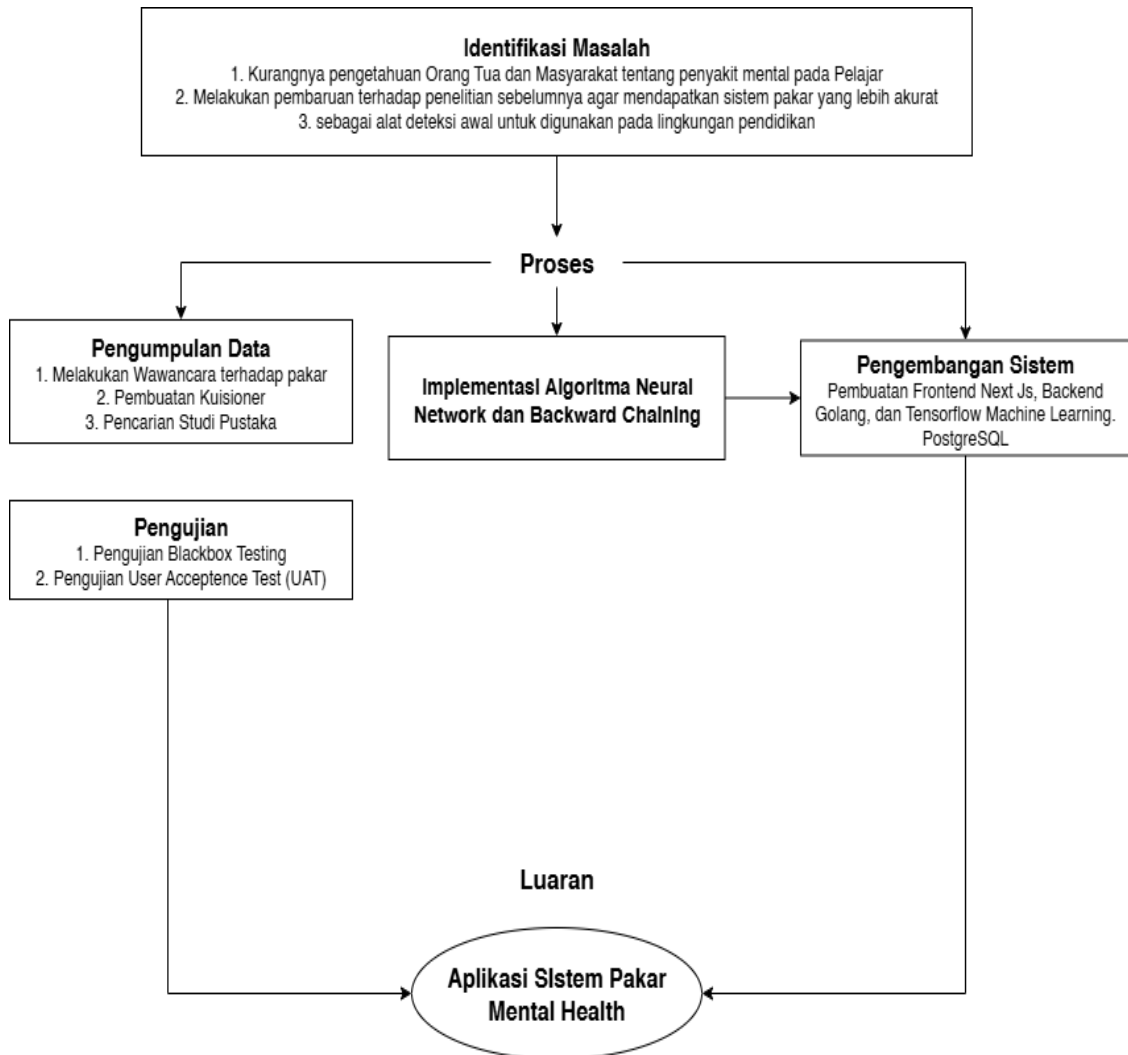 Identifikasi Masalah
1. Kurangnya pengetahuan Orang Tua dan Masyarakat tentang penyakit mental pada Pelajar
2. Melakukan pembaruan terhadap penelitian sebelumnya agar mendapatkan sistem pakar yang lebih akurat
3. sebagai alat deteksi awal untuk digunakan pada lingkungan pendidikan
Proses
Pengumpulan Data
1. Melakukan Wawancara terhadap pakar
2. Pembuatan Kuisioner
3. Pencarian Studi Pustaka
Implementasi Algoritma Neural
Network dan Backward Chaining
Pengembangan Sistem
Pembuatan Frontend Next Js, Backend
Golang, dan Tensorflow Machine Learning.
PostgreSQL
Pengujian
1. Pengujian Blackbox Testing
2. Pengujian User Acceptence Test (UAT)
Luaran
Aplikasi SIstem Pakar
Mental Health